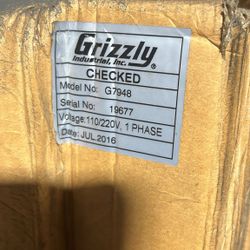 Grizzly
Industrial, Inc.®
CHECKED
Model No: G7948
Serial No: 19677
Voltage: 110/220V, 1 PHASE
Date: JUL.2016